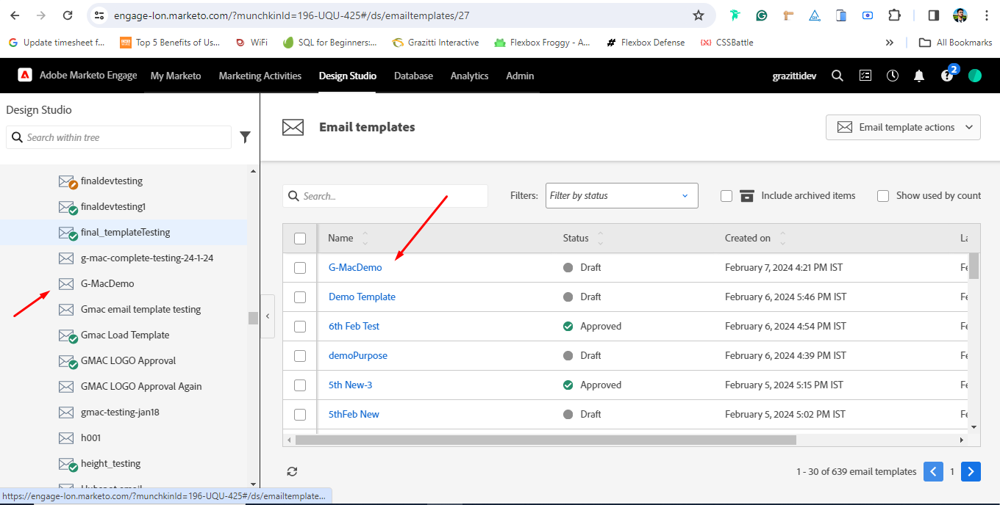 engage-lon.marketo.com/?munchkinId=196-UQU-425#/ds/emailtemplates/27
Update timesheet f... Top 5 Benefits of Us... WiFi SQL for Beginners:... Grazitti Interactive Flexbox Froggy - A... Flexbox Defense CSSBattle » All Bookmarks
Adobe Marketo Engage My Marketo Marketing Activities Design Studio Database Analytics Admin grazittidev 2
Design Studio
Search within tree
finaldevtesting
finaldevtesting1
final_templateTesting
g-mac-complete-testing-24-1-24
G-MacDemo
Gmac email template testing
Gmac Load Template
GMAC LOGO Approval
GMAC LOGO Approval Again
gmac-testing-jan18
h001
height_testing
Hubspot email
Email templates
Email template actions
Search...
Filters: Filter by status Include archived items Show used by count
Name Status Created on La
G-MacDemo Draft February 7, 2024 4:21 PM IST Fe
Demo Template Draft February 6, 2024 5:46 PM IST Fe
6th Feb Test Approved February 6, 2024 4:54 PM IST Fe
demoPurpose Draft February 6, 2024 4:39 PM IST Fe
5th New-3 Approved February 5, 2024 5:15 PM IST Fe
5thFeb New Draft February 5, 2024 5:02 PM IST Fe
1 - 30 of 639 email templates 1
https://engage-lon.marketo.com/?munchkinId=196-UQU-425#/ds/emailtemplate...